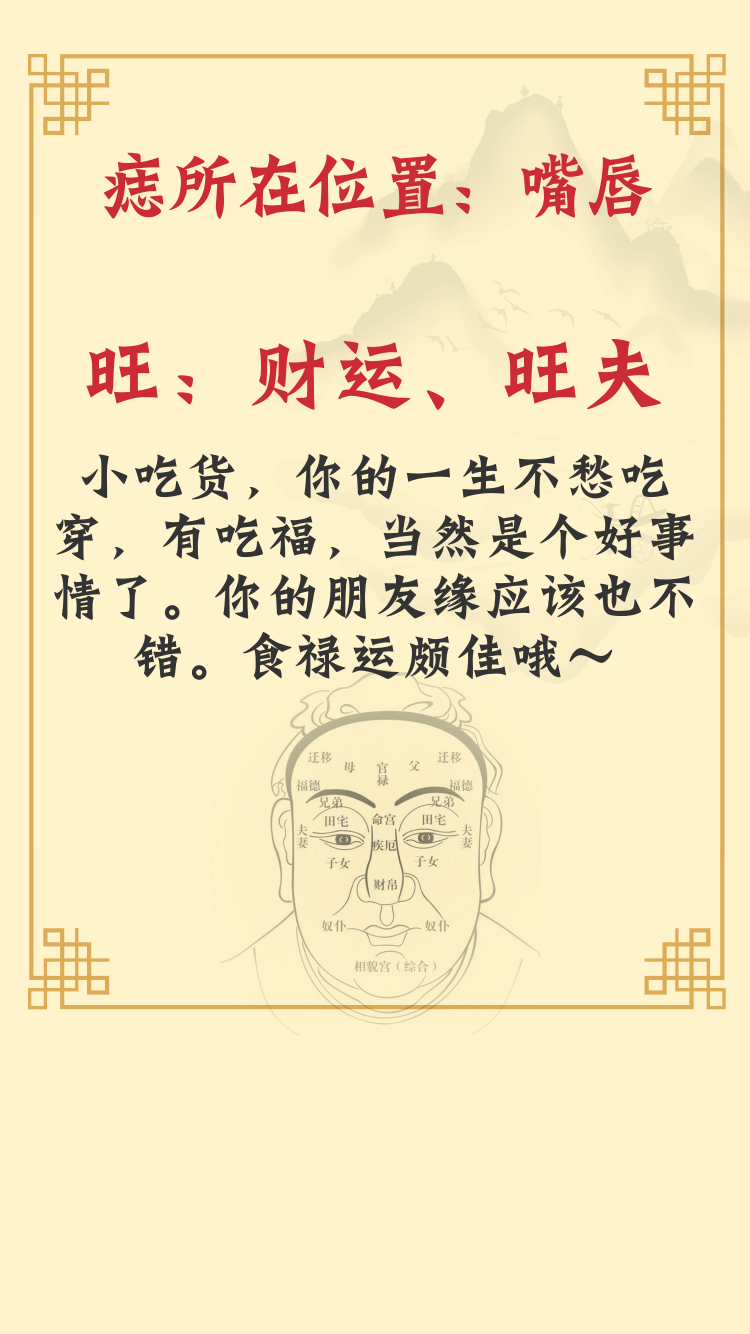 痣所在位置：嘴唇
旺：财运、旺夫
小吃货，你的一生不愁吃
穿，有吃福，当然是个好事
情了。你的朋友缘应该也不
错。食禄运颇佳哦～
迁移
母
官禄
父
迁移
福德
福德
兄弟
兄弟
田宅
命宫
田宅
夫妻
疾厄
夫妻
子女
子女
财帛
奴仆
奴仆
相貌宫（综合）